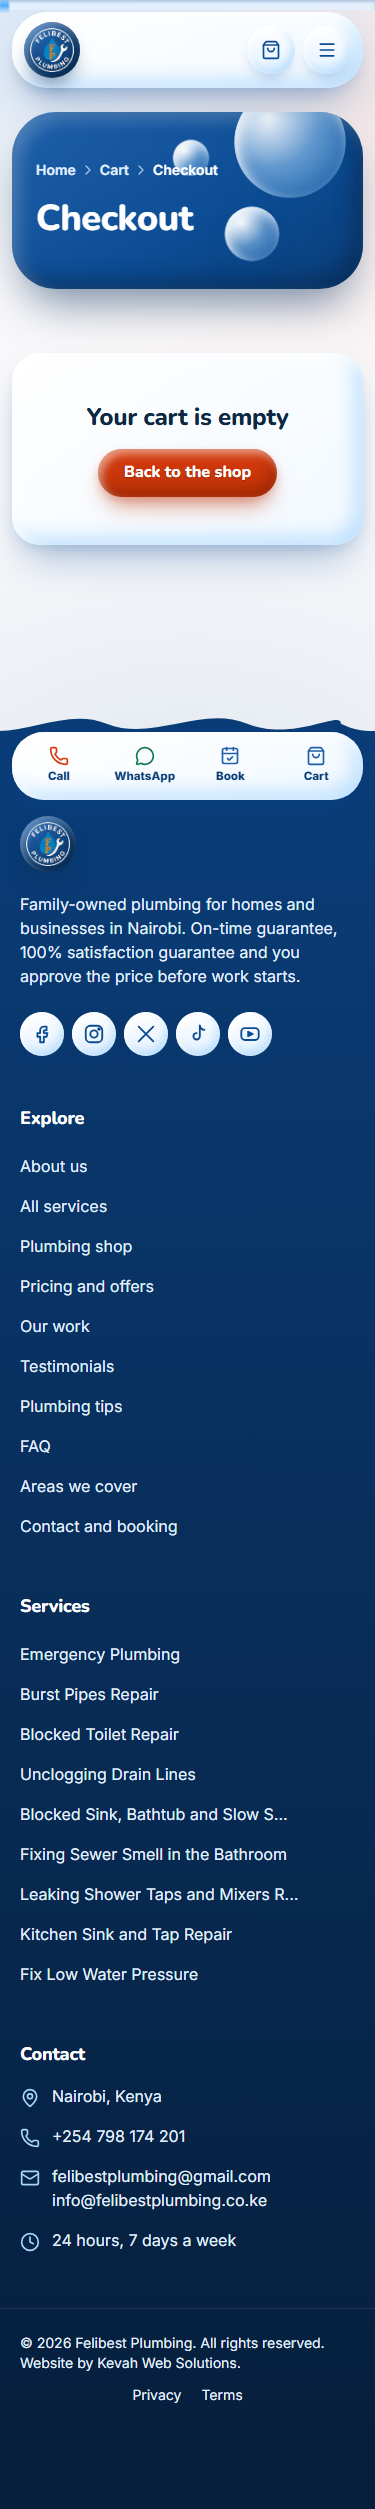 FELIBEST
PLUMBING
Home > Cart > Checkout
Checkout
Your cart is empty
Back to the shop
Call
WhatsApp
Book
Cart
FELIBEST
PLUMBING
Family-owned plumbing for homes and
businesses in Nairobi. On-time guarantee,
100% satisfaction guarantee and you
approve the price before work starts.
Explore
About us
All services
Plumbing shop
Pricing and offers
Our work
Testimonials
Plumbing tips
FAQ
Areas we cover
Contact and booking
Services
Emergency Plumbing
Burst Pipes Repair
Blocked Toilet Repair
Unclogging Drain Lines
Blocked Sink, Bathtub and Slow S...
Fixing Sewer Smell in the Bathroom
Leaking Shower Taps and Mixers R...
Kitchen Sink and Tap Repair
Fix Low Water Pressure
Contact
Nairobi, Kenya
+254 798 174 201
felibestplumbing@gmail.com
info@felibestplumbing.co.ke
24 hours, 7 days a week
© 2026 Felibest Plumbing. All rights reserved.
Website by Kevah Web Solutions.
Privacy
Terms